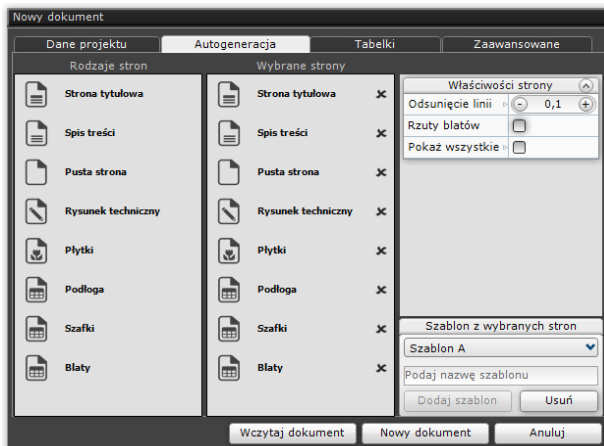 Nowy dokument
Dane projektu
Autogeneracja
Tabelki
Zaawansowane
Rodzaje stron
Wybrane strony
Strona tytułowa
Spis treści
Pusta strona
Rysunek techniczny
Płytki
Podłoga
Szafki
Blaty
Strona tytułowa
Spis treści
Pusta strona
Rysunek techniczny
Płytki
Podłoga
Szafki
Blaty
Właściwości strony
Odsunięcie linii 0,1
Rzuty blatów
Pokaż wszystkie
Szablon z wybranych stron
Szablon A
Podaj nazwę szablonu
Dodaj szablon
Usuń
Wczytaj dokument
Nowy dokument
Anuluj